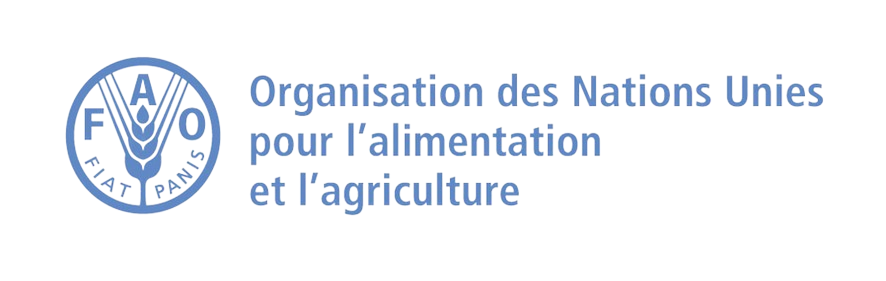 F A O
FIAT PANIS
Organisation des Nations Unies
pour l’alimentation
et l’agriculture